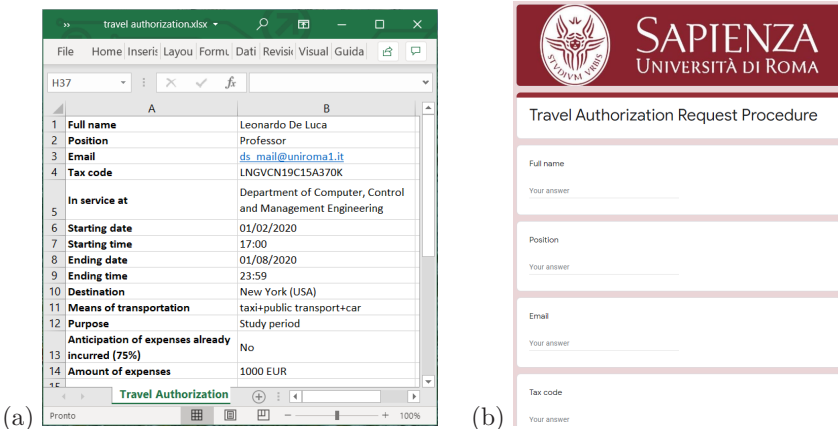 travel authorization.xlsx
File Home Inseris Layou Formu Dati Revisio Visual Guida
H37 fx
A B
1 Full name Leonardo De Luca
2 Position Professor
3 Email ds_mail@uniroma1.it
4 Tax code LNGVCN19C15A370K
5 In service at Department of Computer, Control
and Management Engineering
6 Starting date 01/02/2020
7 Starting time 17:00
8 Ending date 01/08/2020
9 Ending time 23:59
10 Destination New York (USA)
11 Means of transportation taxi+public transport+car
12 Purpose Study period
Anticipation of expenses already
13 incurred (75%) No
14 Amount of expenses 1000 EUR
15
Travel Authorization
Pronto 100%
(a)
STVDIVM VRBIS
SAPIENZA
UNIVERSITÀ DI ROMA
Travel Authorization Request Procedure
Full name
Your answer
Position
Your answer
Email
Your answer
Tax code
Your answer
(b)